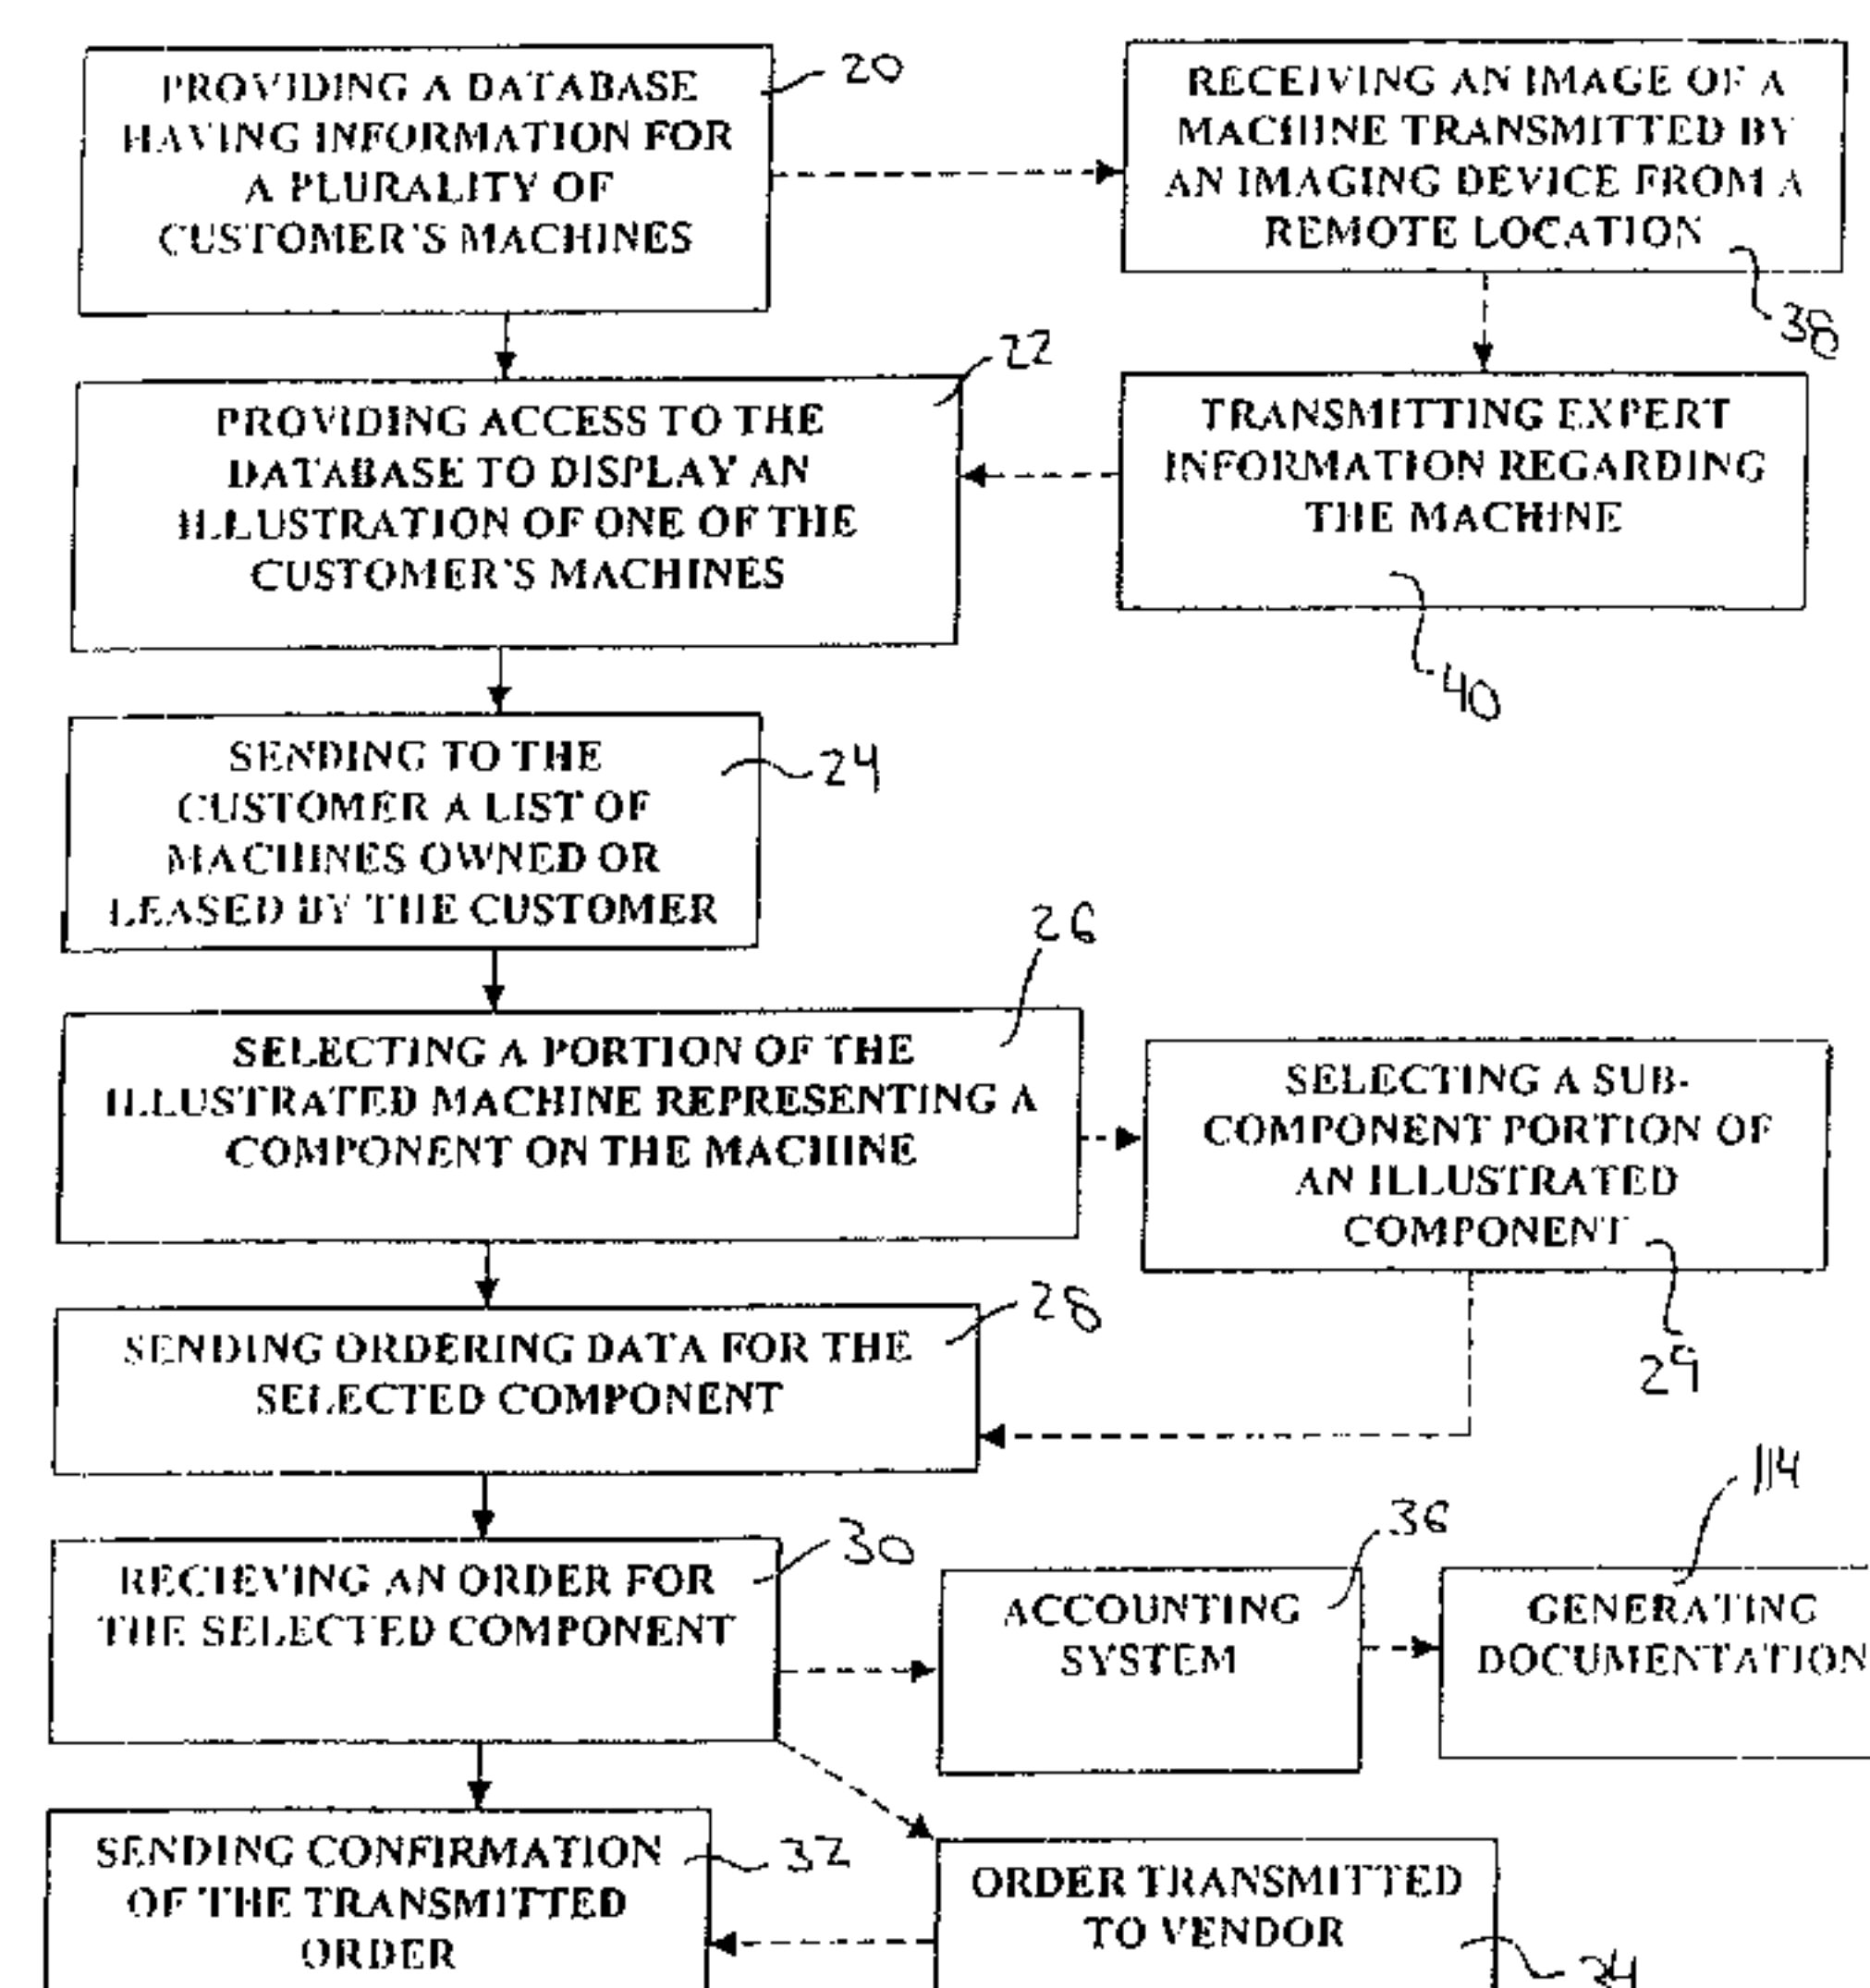 PROVIDING A DATABASE
HAVING INFORMATION FOR
A PLURALITY OF
CUSTOMER'S MACHINES
20
RECEIVING AN IMAGE OF A
MACHINE TRANSMITTED BY
AN IMAGING DEVICE FROM A
REMOTE LOCATION
38
PROVIDING ACCESS TO THE
DATABASE TO DISPLAY AN
ILLUSTRATION OF ONE OF THE
CUSTOMER'S MACHINES
22
TRANSMITTING EXPERT
INFORMATION REGARDING
THE MACHINE
40
SENDING TO THE
CUSTOMER A LIST OF
MACHINES OWNED OR
LEASED BY THE CUSTOMER
24
SELECTING A PORTION OF THE
ILLUSTRATED MACHINE REPRESENTING A
COMPONENT ON THE MACHINE
26
SELECTING A SUB-
COMPONENT PORTION OF
AN ILLUSTRATED
COMPONENT
29
SENDING ORDERING DATA FOR THE
SELECTED COMPONENT
28
RECIEVING AN ORDER FOR
THE SELECTED COMPONENT
30
ACCOUNTING
SYSTEM
36
GENERATING
DOCUMENTATION
114
SENDING CONFIRMATION
OF THE TRANSMITTED
ORDER
32
ORDER TRANSMITTED
TO VENDOR
34